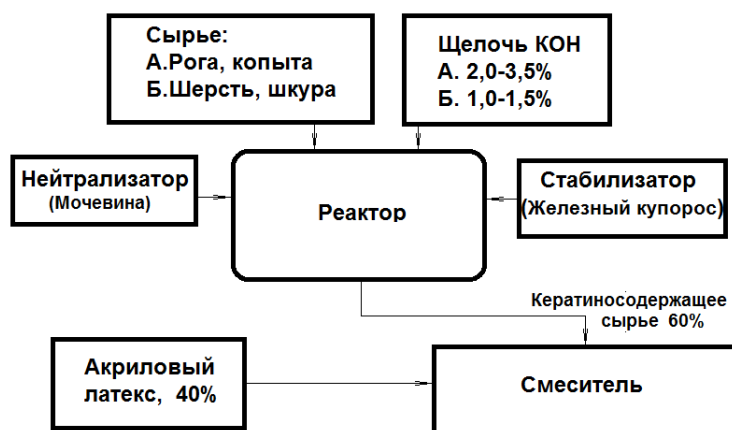 Сырье:
А.Рога, копыта
Б.Шерсть, шкура
Щелочь КОН
А. 2,0-3,5%
Б. 1,0-1,5%
Нейтрализатор
(Мочевина)
Реактор
Стабилизатор
(Железный купорос)
Кератиносодержащее
сырье 60%
Акриловый
латекс, 40%
Смеситель